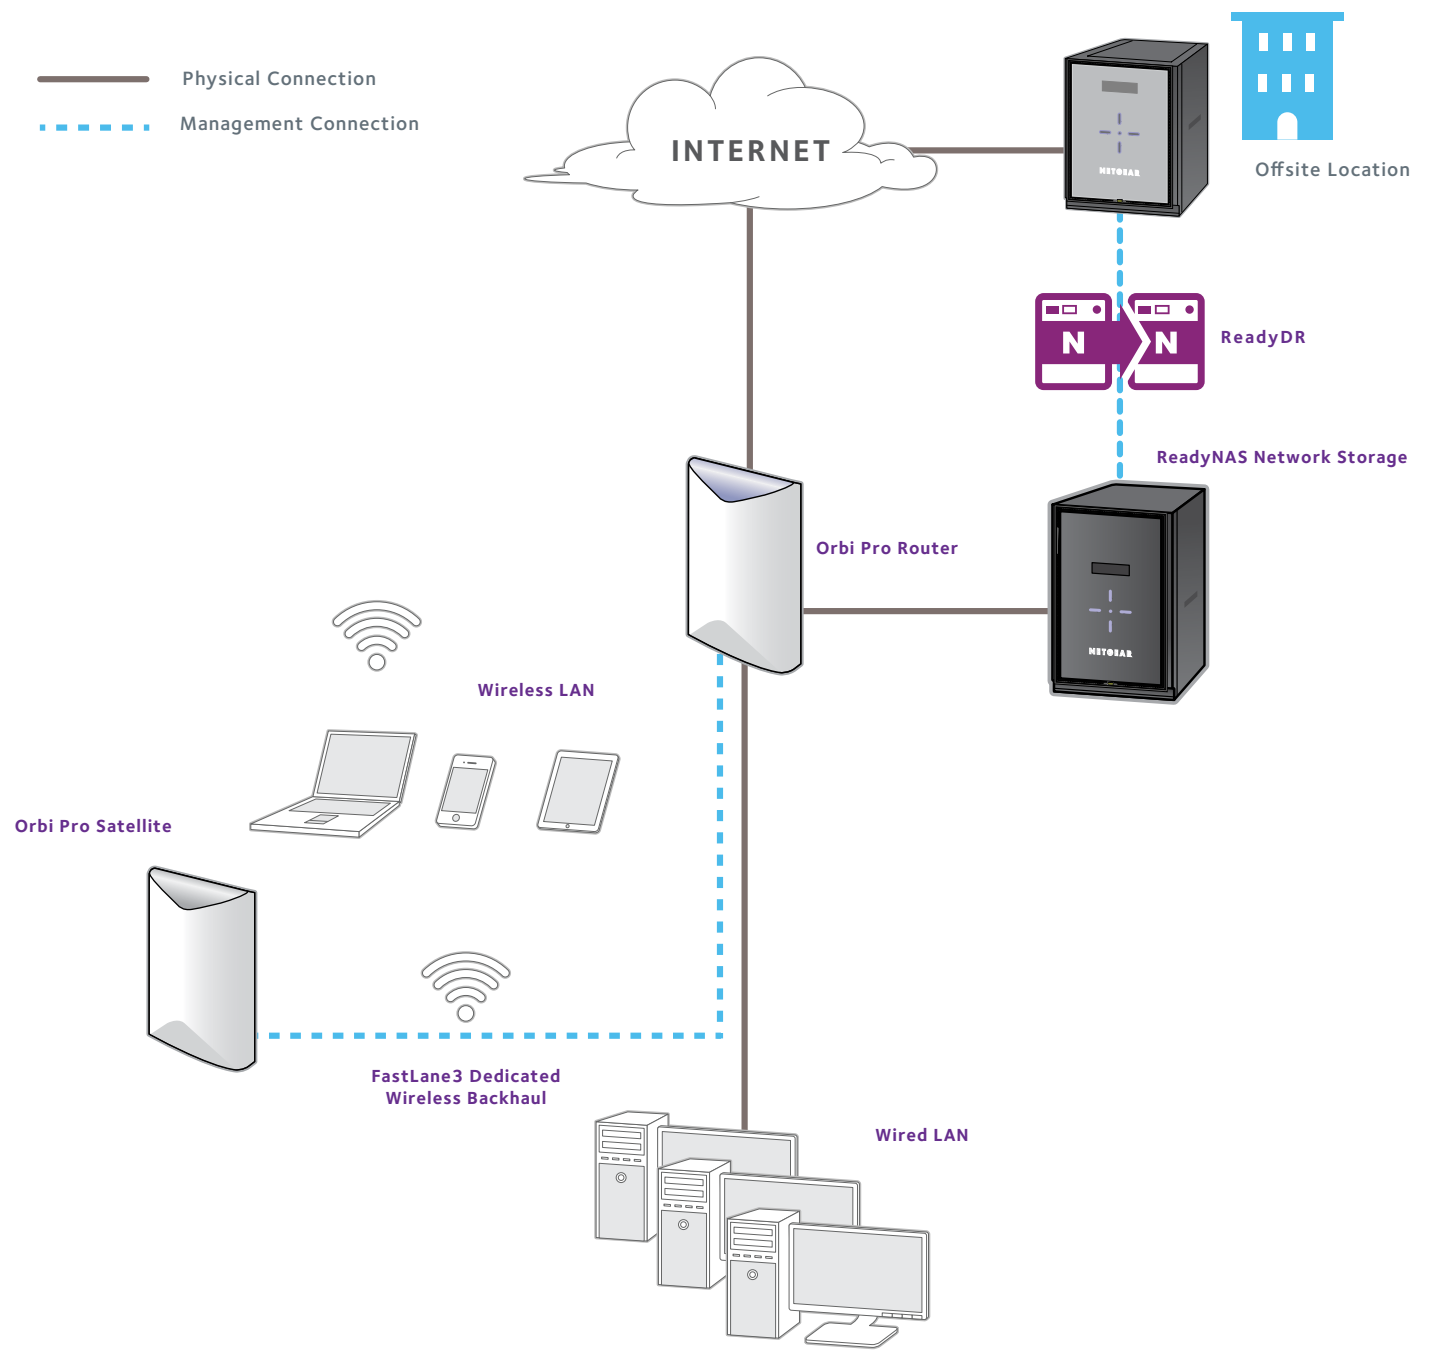 Physical Connection
Management Connection
INTERNET
NETGEAR
Offsite Location
N N
ReadyDR
ReadyNAS Network Storage
Orbi Pro Router
NETGEAR
Wireless LAN
Orbi Pro Satellite
FastLane3 Dedicated
Wireless Backhaul
Wired LAN